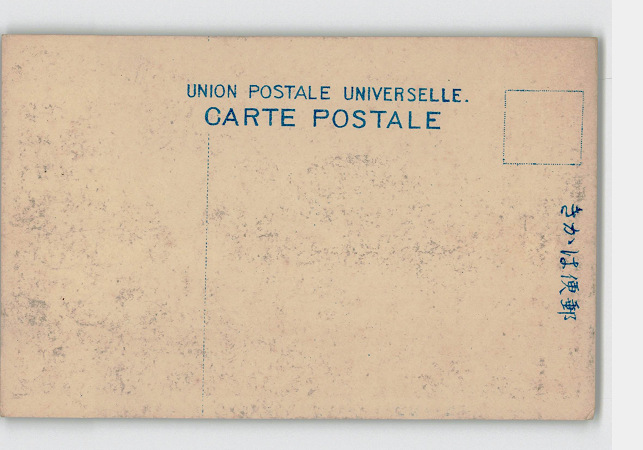 UNION POSTALE UNIVERSELLE.
CARTE POSTALE
きかは便郵